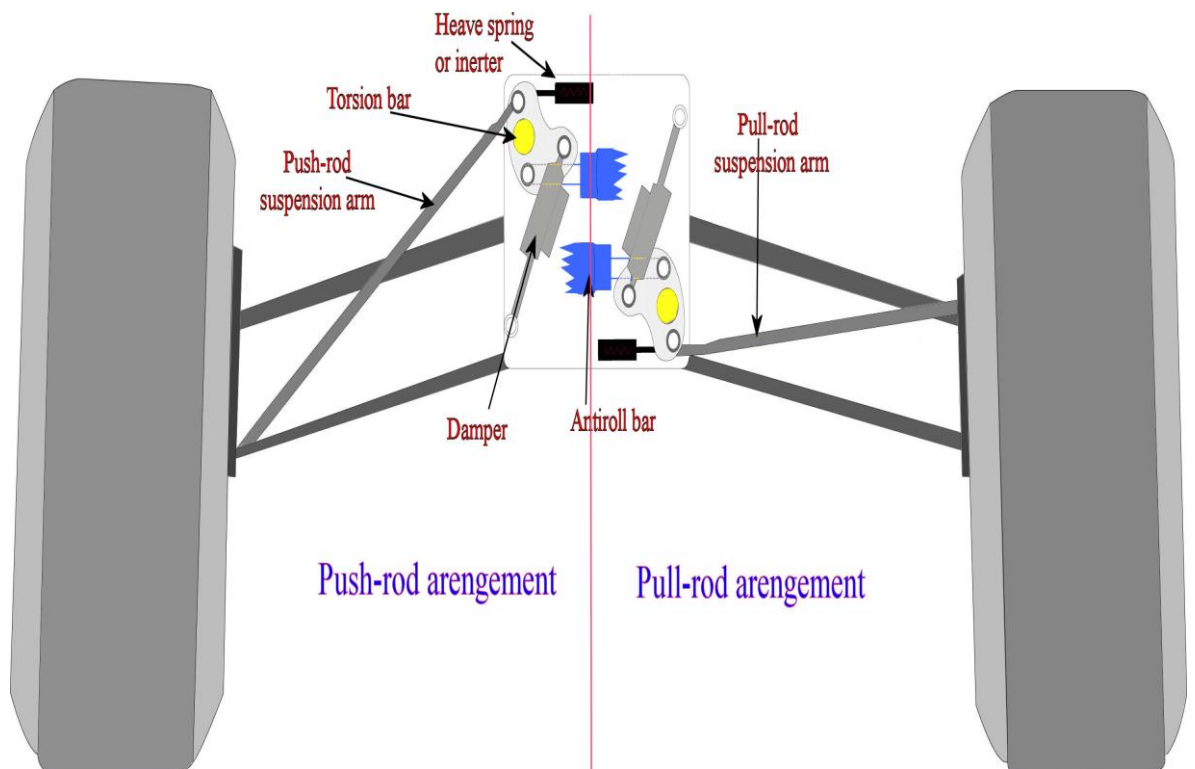 Heave spring
or inerter
Torsion bar
Push-rod
suspension arm
Pull-rod
suspension arm
Damper
Antiroll bar
Push-rod arengement
Pull-rod arengement